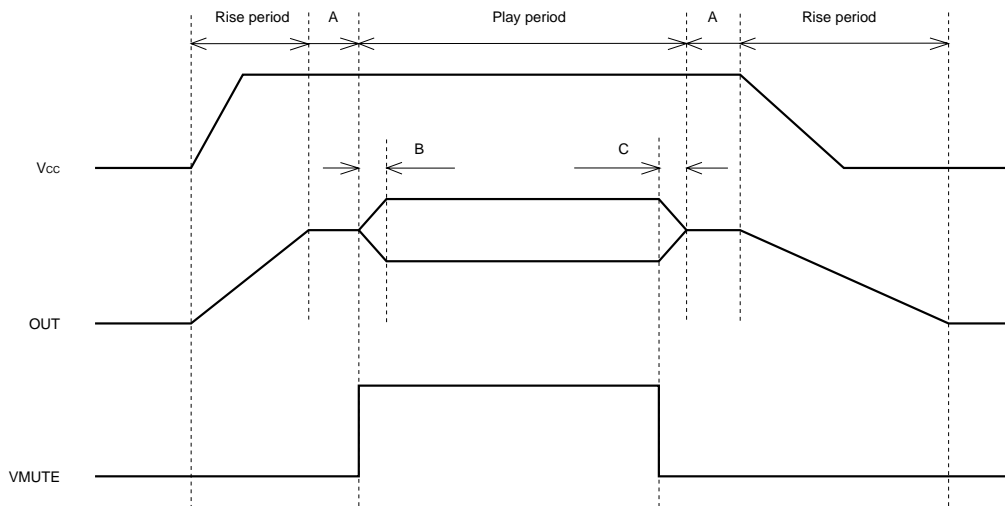 Rise period
A
Play period
A
Rise period
B
C
Vcc
OUT
VMUTE